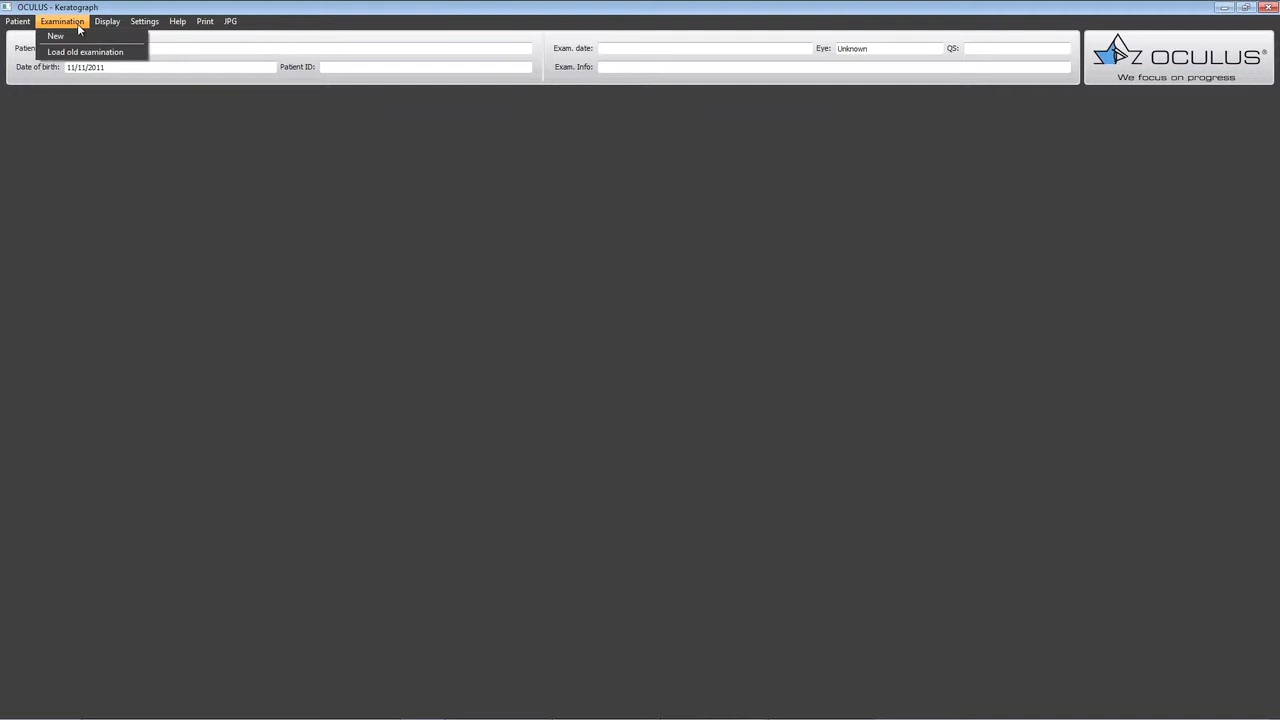 OCULUS - Keratograph
Patient Examination Display Settings Help Print JPG
New
Load old examination
Patien
Exam. date: Eye: Unknown QS:
Date of birth: 11/11/2011 Patient ID: Exam. Info:
OCULUS®
We focus on progress